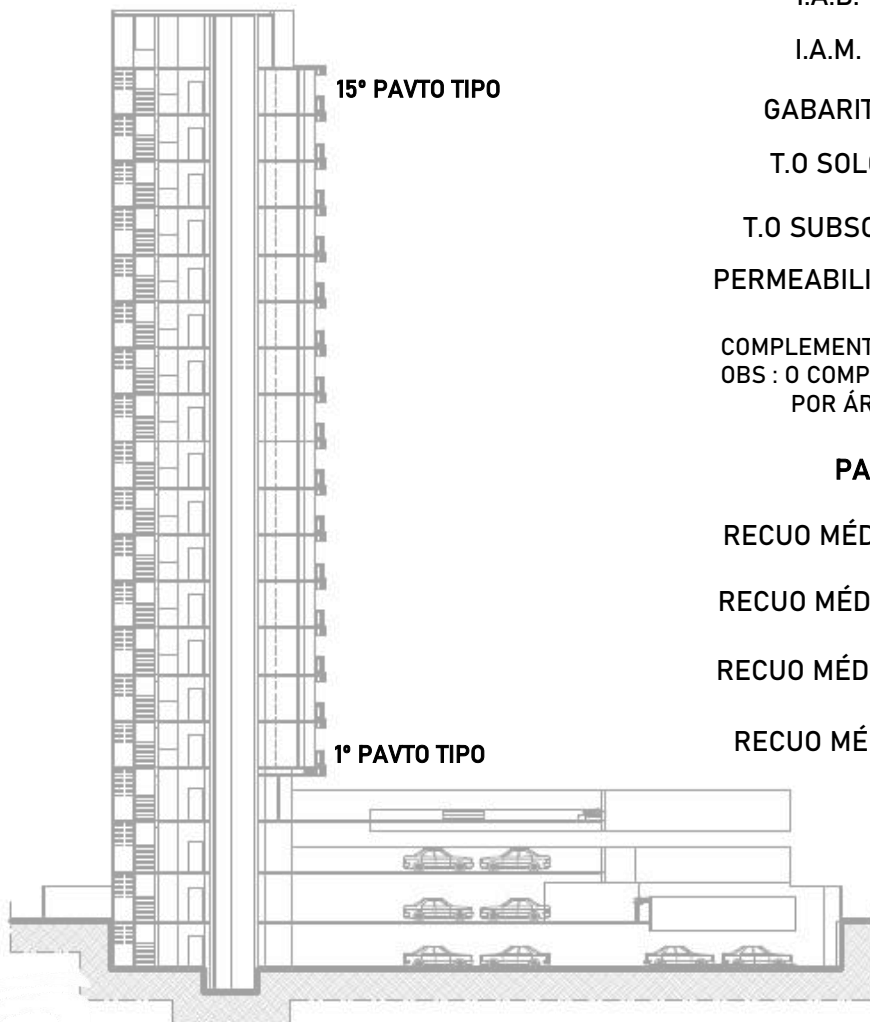 I.A.B.
I.A.M.
15º PAVTO TIPO
GABARIT
T.O SOL
T.O SUBSO
PERMEABILI
COMPLEMENT
OBS : O COMP
POR ÁR
PA
RECUO MÉD
RECUO MÉD
RECUO MÉD
RECUO MÉ
1º PAVTO TIPO